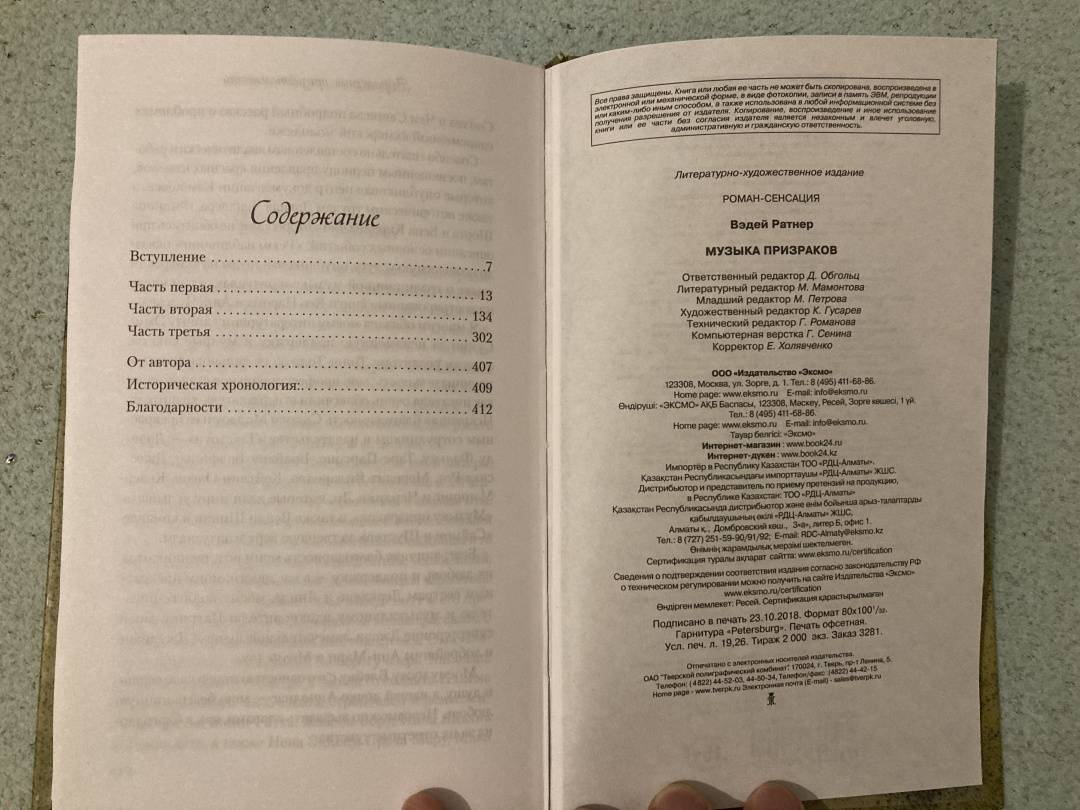 Содержание
Вступление ........................................7
Часть первая ...................................... 13
Часть вторая ...................................... 134
Часть третья ...................................... 302
От автора ......................................... 407
Историческая хронология:........................... 409
Благодарности ..................................... 412
Все права защищены. Книга или любая ее часть не может быть скопирована, воспроизведена в
электронной или механической форме, в виде фотокопии, записи в память ЭВМ, репродукции
или каким-либо иным способом, а также использована в любой информационной системе без
получения разрешения от издателя. Копирование, воспроизведение и иное использование
книги или ее части без согласия издателя является незаконным и влечет уголовную,
административную и гражданскую ответственность.
Литературно-художественное издание
РОМАН-СЕНСАЦИЯ
Вэдей Ратнер
МУЗЫКА ПРИЗРАКОВ
Ответственный редактор Д. Обгольц
Литературный редактор М. Мамонтова
Младший редактор М. Петрова
Художественный редактор К. Гусарев
Технический редактор Г. Романова
Компьютерная верстка Г. Сенина
Корректор Е. Холявченко
ООО «Издательство «Эксмо»
123308, Москва, ул. Зорге, д. 1. Тел.: 8 (495) 411-68-86.
Home page: www.eksmo.ru E-mail: info@eksmo.ru
Өндіруші: «ЭКСМО» АҚБ Баспасы, 123308, Мәскеу, Ресей, Зорге көшесі, 1 үй.
Тел.: 8 (495) 411-68-86.
Home page: www.eksmo.ru E-mail: info@eksmo.ru.
Тауар белгісі: «Эксмо»
Интернет-магазин : www.book24.ru
Интернет-дүкен : www.book24.kz
Импортёр в Республику Казахстан ТОО «РДЦ-Алматы».
Қазақстан Республикасындағы импорттаушы «РДЦ-Алматы» ЖШС.
Дистрибьютор и представитель по приему претензий на продукцию,
в Республике Казахстан: ТОО «РДЦ-Алматы»
Қазақстан Республикасында дистрибьютор және өнім бойынша арыз-талаптарды
қабылдаушының өкілі «РДЦ-Алматы» ЖШС,
Алматы қ., Домбровский көш., 3«а», литер Б, офис 1.
Тел.: 8 (727) 251-59-90/91/92; E-mail: RDC-Almaty@eksmo.kz
Өнімнің жарамдылық мерзімі шектелмеген.
Сертификация туралы ақпарат сайтта: www.eksmo.ru/certification
Сведения о подтверждении соответствия издания согласно законодательству РФ
о техническом регулировании можно получить на сайте Издательства «Эксмо»
www.eksmo.ru/certification
Өндірген мемлекет: Ресей. Сертификация қарастырылмаған
Подписано в печать 23.10.2018. Формат 80x100 1/32.
Гарнитура «Petersburg». Печать офсетная.
Усл. печ. л. 19,26. Тираж 2 000 экз. Заказ 3281.
Отпечатано с электронных носителей издательства.
ОАО "Тверской полиграфический комбинат". 170024, г. Тверь, пр-т Ленина, 5.
Телефон: (4822) 44-52-03, 44-50-34, Телефон/факс: (4822) 44-42-15
Home page - www.tverpk.ru Электронная почта (E-mail) - sales@tverpk.ru